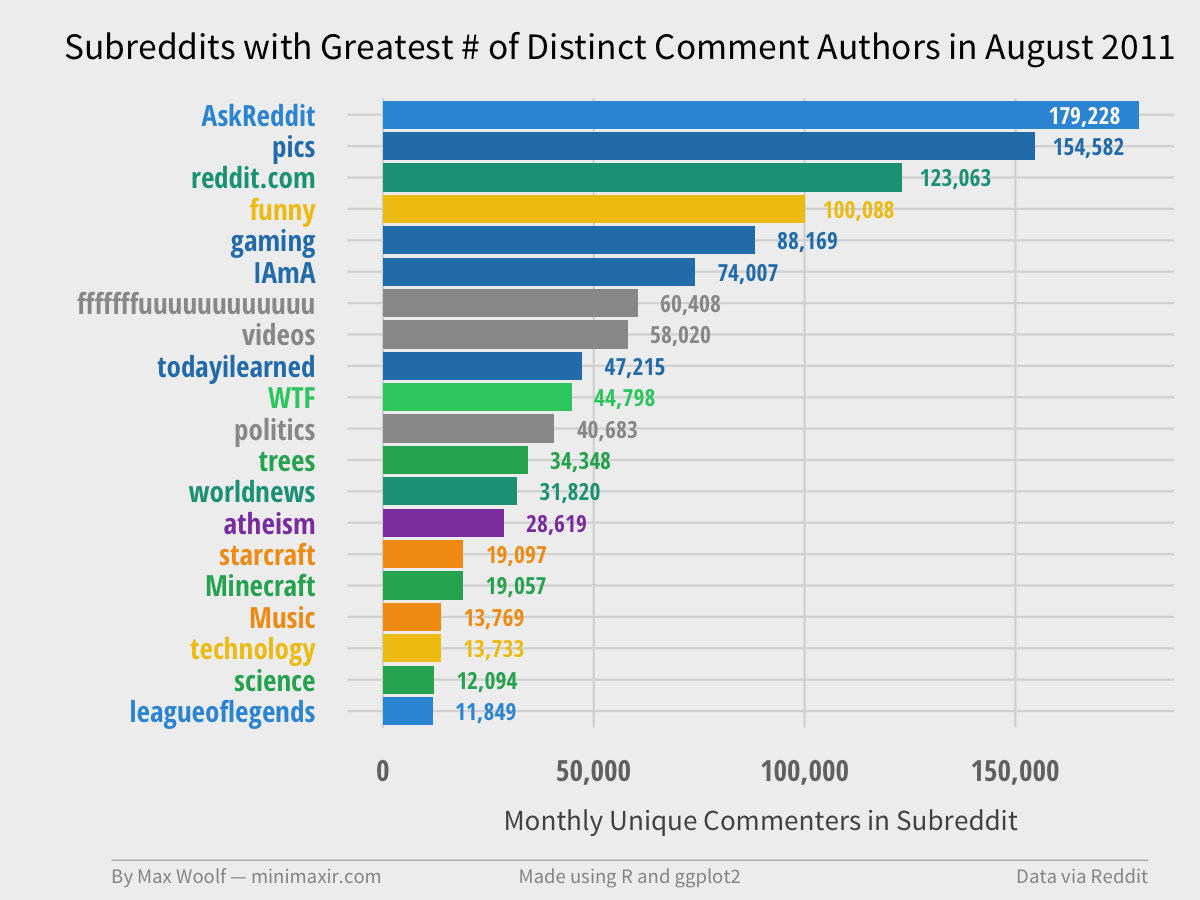 Subreddits with Greatest # of Distinct Comment Authors in August 2011
AskReddit 179,228
pics 154,582
reddit.com 123,063
funny 100,088
gaming 88,169
IAmA 74,007
fffffffuuuuuuuuuuuu 60,408
videos 58,020
todayilearned 47,215
WTF 44,798
politics 40,683
trees 34,348
worldnews 31,820
atheism 28,619
starcraft 19,097
Minecraft 19,057
Music 13,769
technology 13,733
science 12,094
leagueoflegends 11,849
0 50,000 100,000 150,000
Monthly Unique Commenters in Subreddit
By Max Woolf — minimaxir.com Made using R and ggplot2 Data via Reddit